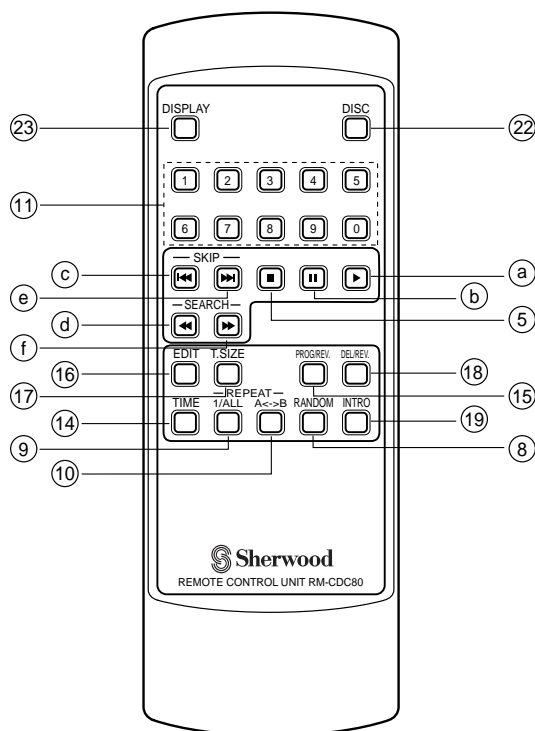 DISPLAY DISC
23 22
1 2 3 4 5
11
6 7 8 9 0
SKIP
c a
e b
SEARCH
d 5
f
EDIT T.SIZE PROG/REV. DEL/REV.
16 18
17 15
REPEAT
TIME 1/ALL A<->B RANDOM INTRO
14 19
9 8
10
Sherwood
REMOTE CONTROL UNIT RM-CDC80